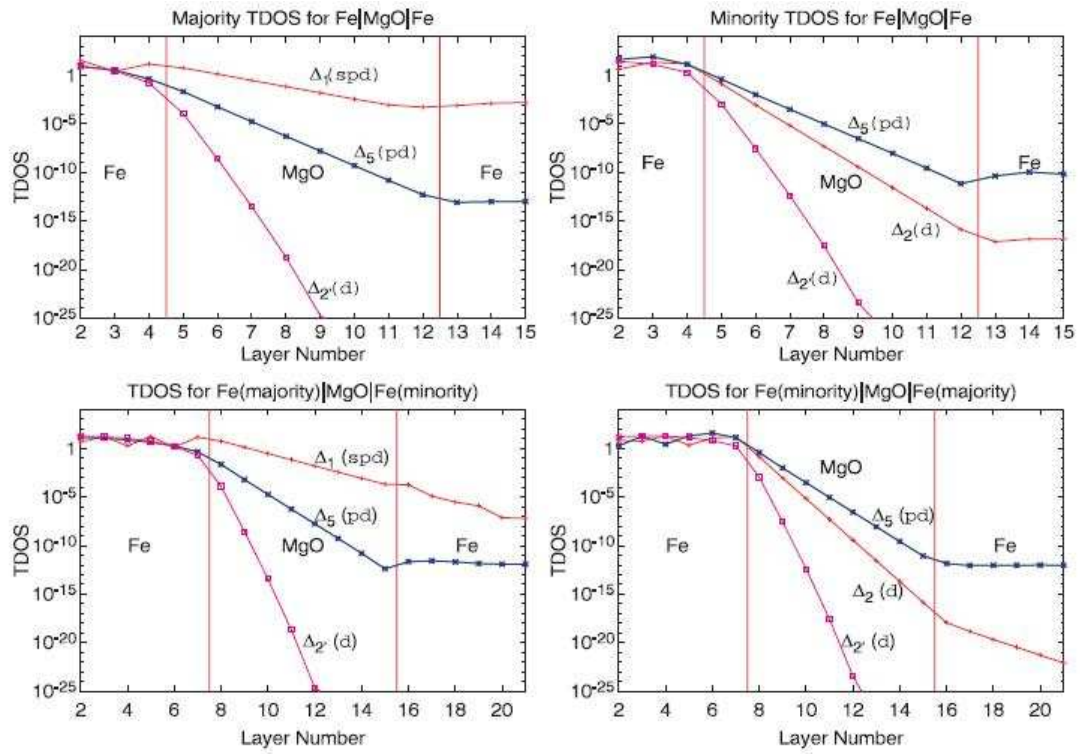 Majority TDOS for Fe|MgO|Fe
TDOS
1
10-5
10-10
10-15
10-20
10-25
Δ1(spd)
Δ5(pd)
Fe
MgO
Fe
Δ2'(d)
2 3 4 5 6 7 8 9 10 11 12 13 14 15
Layer Number
Minority TDOS for Fe|MgO|Fe
TDOS
1
10-5
10-10
10-15
10-20
10-25
Δ5(pd)
Fe
MgO
Fe
Δ2(d)
Δ2'(d)
2 3 4 5 6 7 8 9 10 11 12 13 14 15
Layer Number
TDOS for Fe(majority)|MgO|Fe(minority)
TDOS
1
10-5
10-10
10-15
10-20
10-25
Δ1 (spd)
Δ5 (pd)
Fe
MgO
Fe
Δ2' (d)
2 4 6 8 10 12 14 16 18 20
Layer Number
TDOS for Fe(minority)|MgO|Fe(majority)
TDOS
1
10-5
10-10
10-15
10-20
10-25
MgO
Δ5 (pd)
Fe
Fe
Δ2 (d)
Δ2' (d)
2 4 6 8 10 12 14 16 18 20
Layer Number